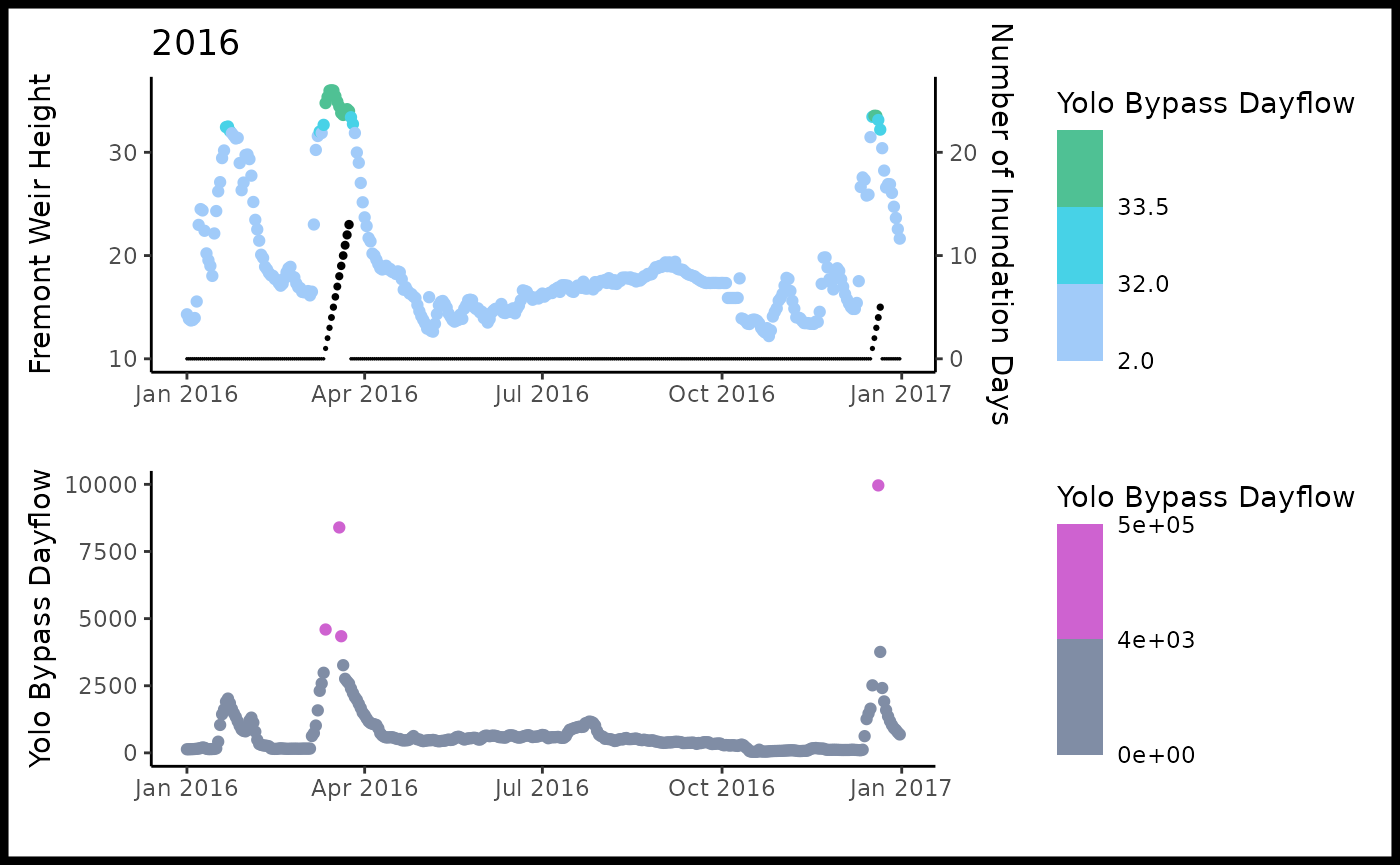 2016
Fremont Weir Height
30
20
10
20
10
0
Number of Inundation Days
Jan 2016 Apr 2016 Jul 2016 Oct 2016 Jan 2017
Yolo Bypass Dayflow
33.5
32.0
2.0
Yolo Bypass Dayflow
10000
7500
5000
2500
0
Jan 2016 Apr 2016 Jul 2016 Oct 2016 Jan 2017
Yolo Bypass Dayflow
5e+05
4e+03
0e+00